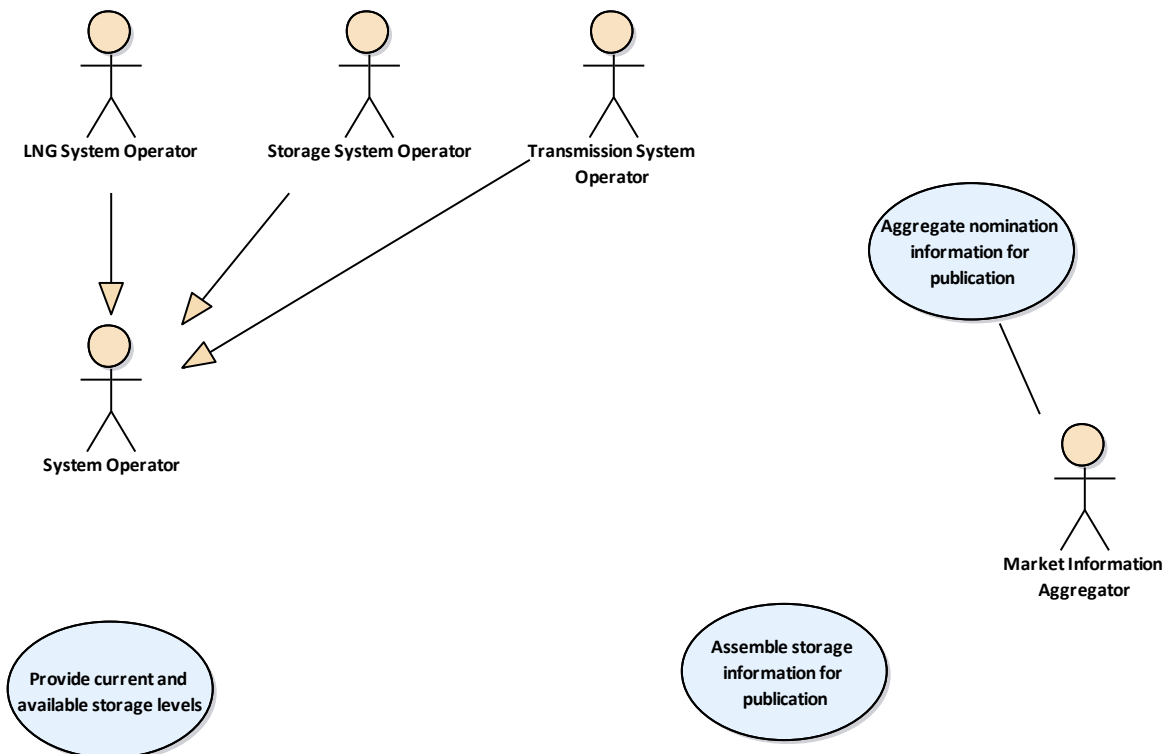 LNG System Operator
Storage System Operator
Transmission System
Operator
Aggregate nomination
information for
publication
System Operator
Market Information
Aggregator
Assemble storage
information for
publication
Provide current and
available storage levels